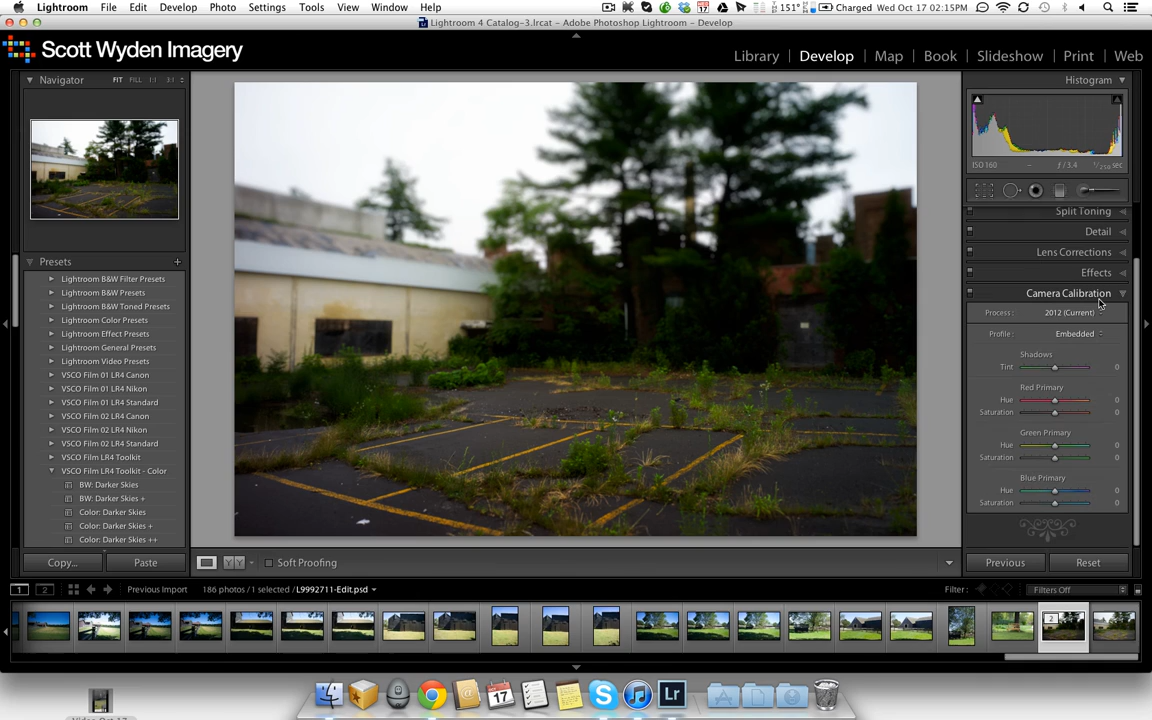 Lightroom File Edit Develop Photo Settings Tools View Window Help 17 151° Charged Wed Oct 17 02:15PM
Lightroom 4 Catalog-3.lrcat - Adobe Photoshop Lightroom - Develop
Scott Wyden Imagery
Library | Develop | Map | Book | Slideshow | Print | Web
Navigator FIT FILL 1:1 3:1
Histogram
ISO 160 – ƒ / 3.4 sec
Presets +
Lightroom B&W Filter Presets
Lightroom B&W Presets
Lightroom B&W Toned Presets
Lightroom Color Presets
Lightroom Effect Presets
Lightroom General Presets
Lightroom Video Presets
VSCO Film 01 LR4 Canon
VSCO Film 01 LR4 Nikon
VSCO Film 01 LR4 Standard
VSCO Film 02 LR4 Canon
VSCO Film 02 LR4 Nikon
VSCO Film 02 LR4 Standard
VSCO Film LR4 Toolkit
VSCO Film LR4 Toolkit - Color
BW: Darker Skies
BW: Darker Skies +
Color: Darker Skies
Color: Darker Skies +
Color: Darker Skies ++
Copy... Paste
Split Toning
Detail
Lens Corrections
Effects
Camera Calibration
Process : 2012 (Current)
Profile : Embedded
Shadows
Tint 0
Red Primary
Hue 0
Saturation 0
Green Primary
Hue 0
Saturation 0
Blue Primary
Hue 0
Saturation 0
Previous Reset
Y Y Soft Proofing
1 2 Previous Import 186 photos / 1 selected / L9992711-Edit.psd Filter : Filters Off
2
17
Lr